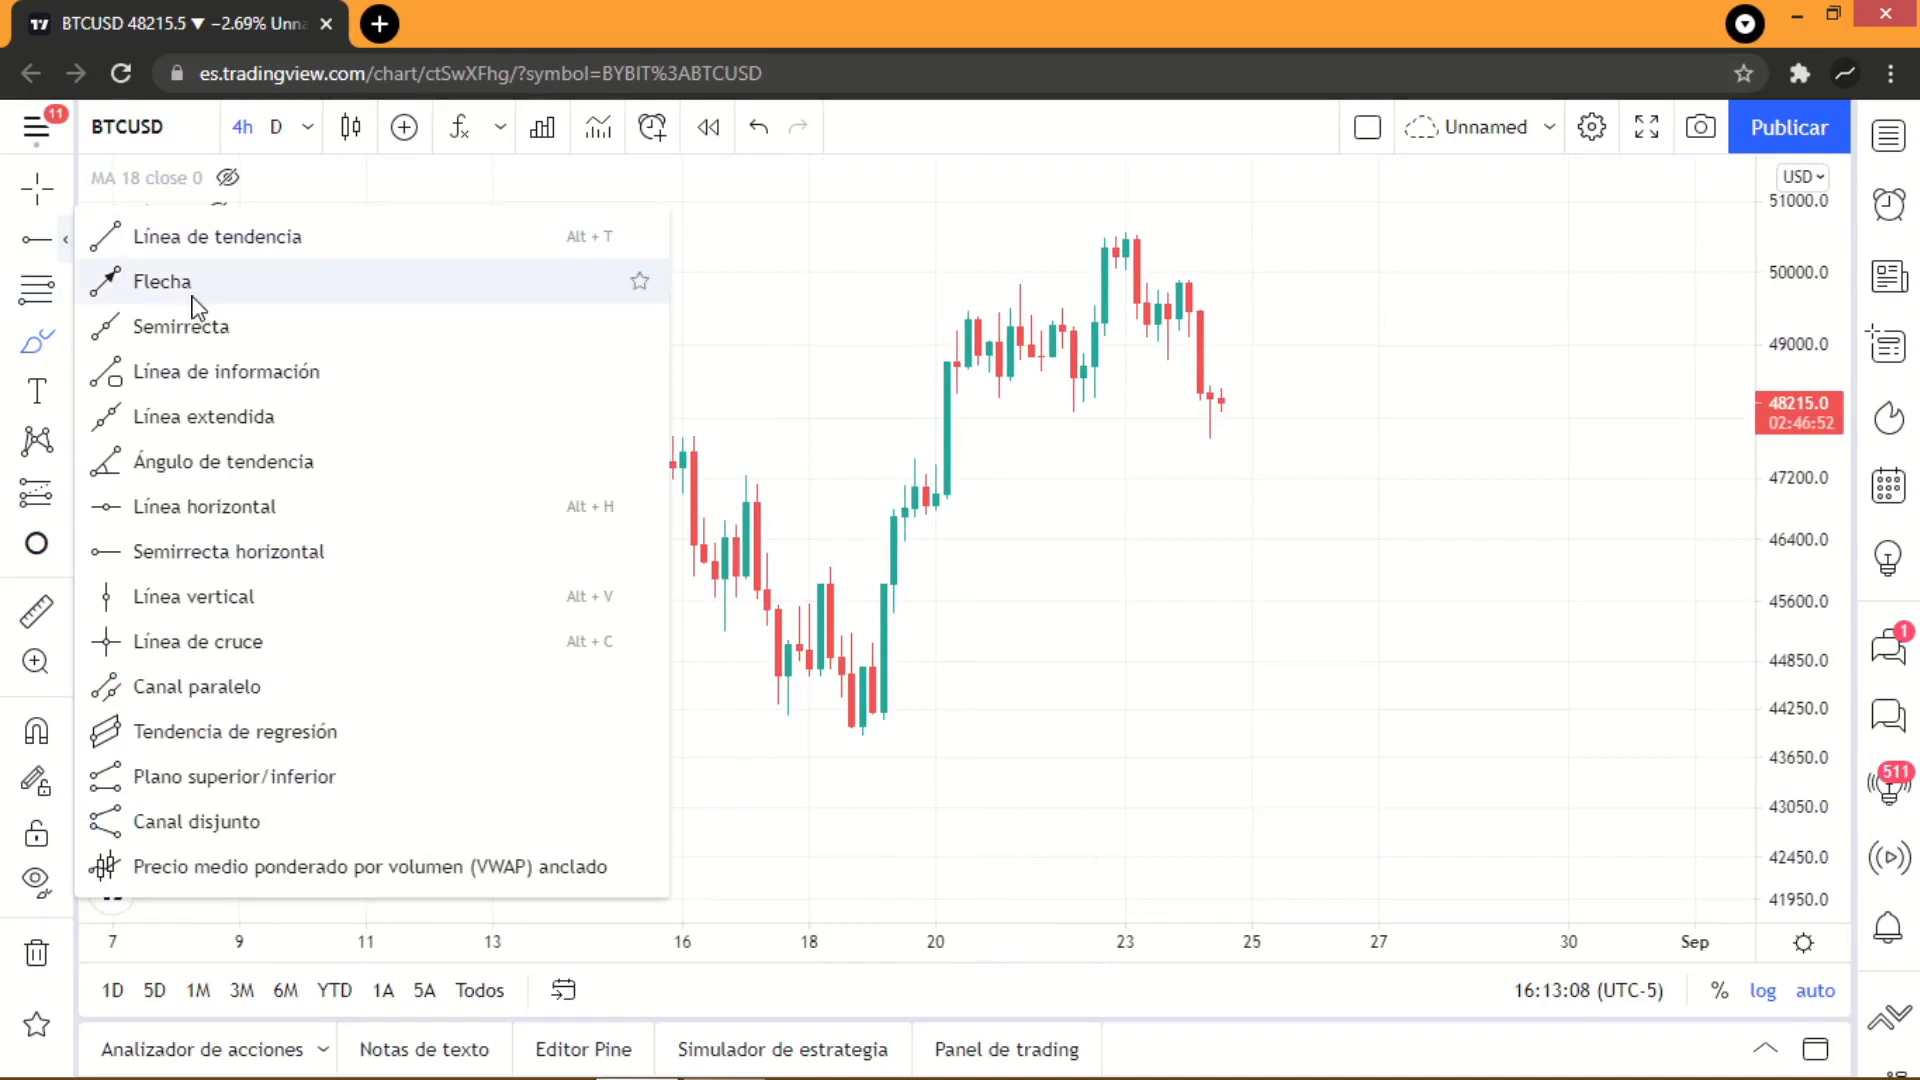 BTCUSD 48215.5 ▼ −2.69% Unna
es.tradingview.com/chart/ctSwXFhg/?symbol=BYBIT%3ABTCUSD
11
BTCUSD
4h
D
Unnamed
Publicar
MA 18 close 0
USD
Línea de tendencia Alt + T
Flecha
Semirrecta
Línea de información
Línea extendida
Ángulo de tendencia
Línea horizontal Alt + H
Semirrecta horizontal
Línea vertical Alt + V
Línea de cruce Alt + C
Canal paralelo
Tendencia de regresión
Plano superior/inferior
Canal disjunto
Precio medio ponderado por volumen (VWAP) anclado
51000.0
50000.0
49000.0
48215.0
02:46:52
47200.0
46400.0
45600.0
44850.0
44250.0
43650.0
43050.0
42450.0
41950.0
1
511
7 9 11 13 16 18 20 23 25 27 30 Sep
1D 5D 1M 3M 6M YTD 1A 5A Todos
16:13:08 (UTC-5) % log auto
Analizador de acciones Notas de texto Editor Pine Simulador de estrategia Panel de trading